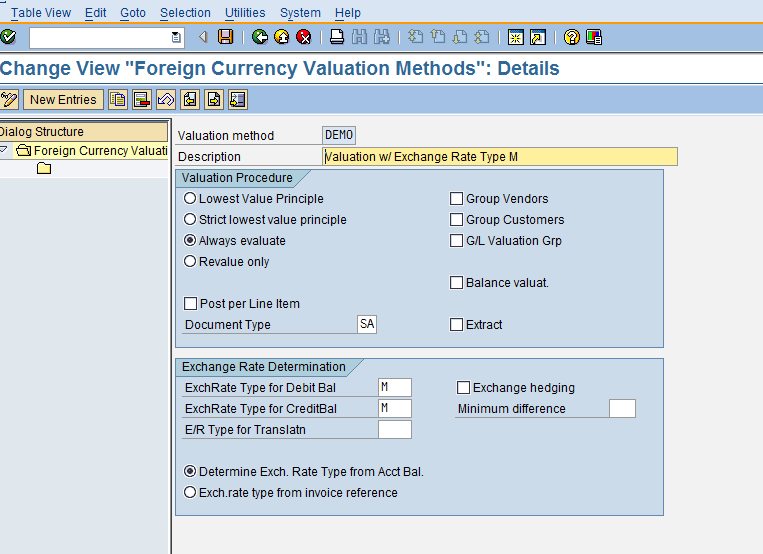 Table View Edit Goto Selection Utilities System Help
Change View "Foreign Currency Valuation Methods": Details
New Entries
Dialog Structure
Foreign Currency Valuati
Valuation method DEMO
Description Valuation w/ Exchange Rate Type M
Valuation Procedure
Lowest Value Principle Group Vendors
Strict lowest value principle Group Customers
Always evaluate G/L Valuation Grp
Revalue only
Balance valuat.
Post per Line Item
Document Type SA Extract
Exchange Rate Determination
ExchRate Type for Debit Bal M Exchange hedging
ExchRate Type for CreditBal M Minimum difference
E/R Type for Translatn
Determine Exch. Rate Type from Acct Bal.
Exch.rate type from invoice reference